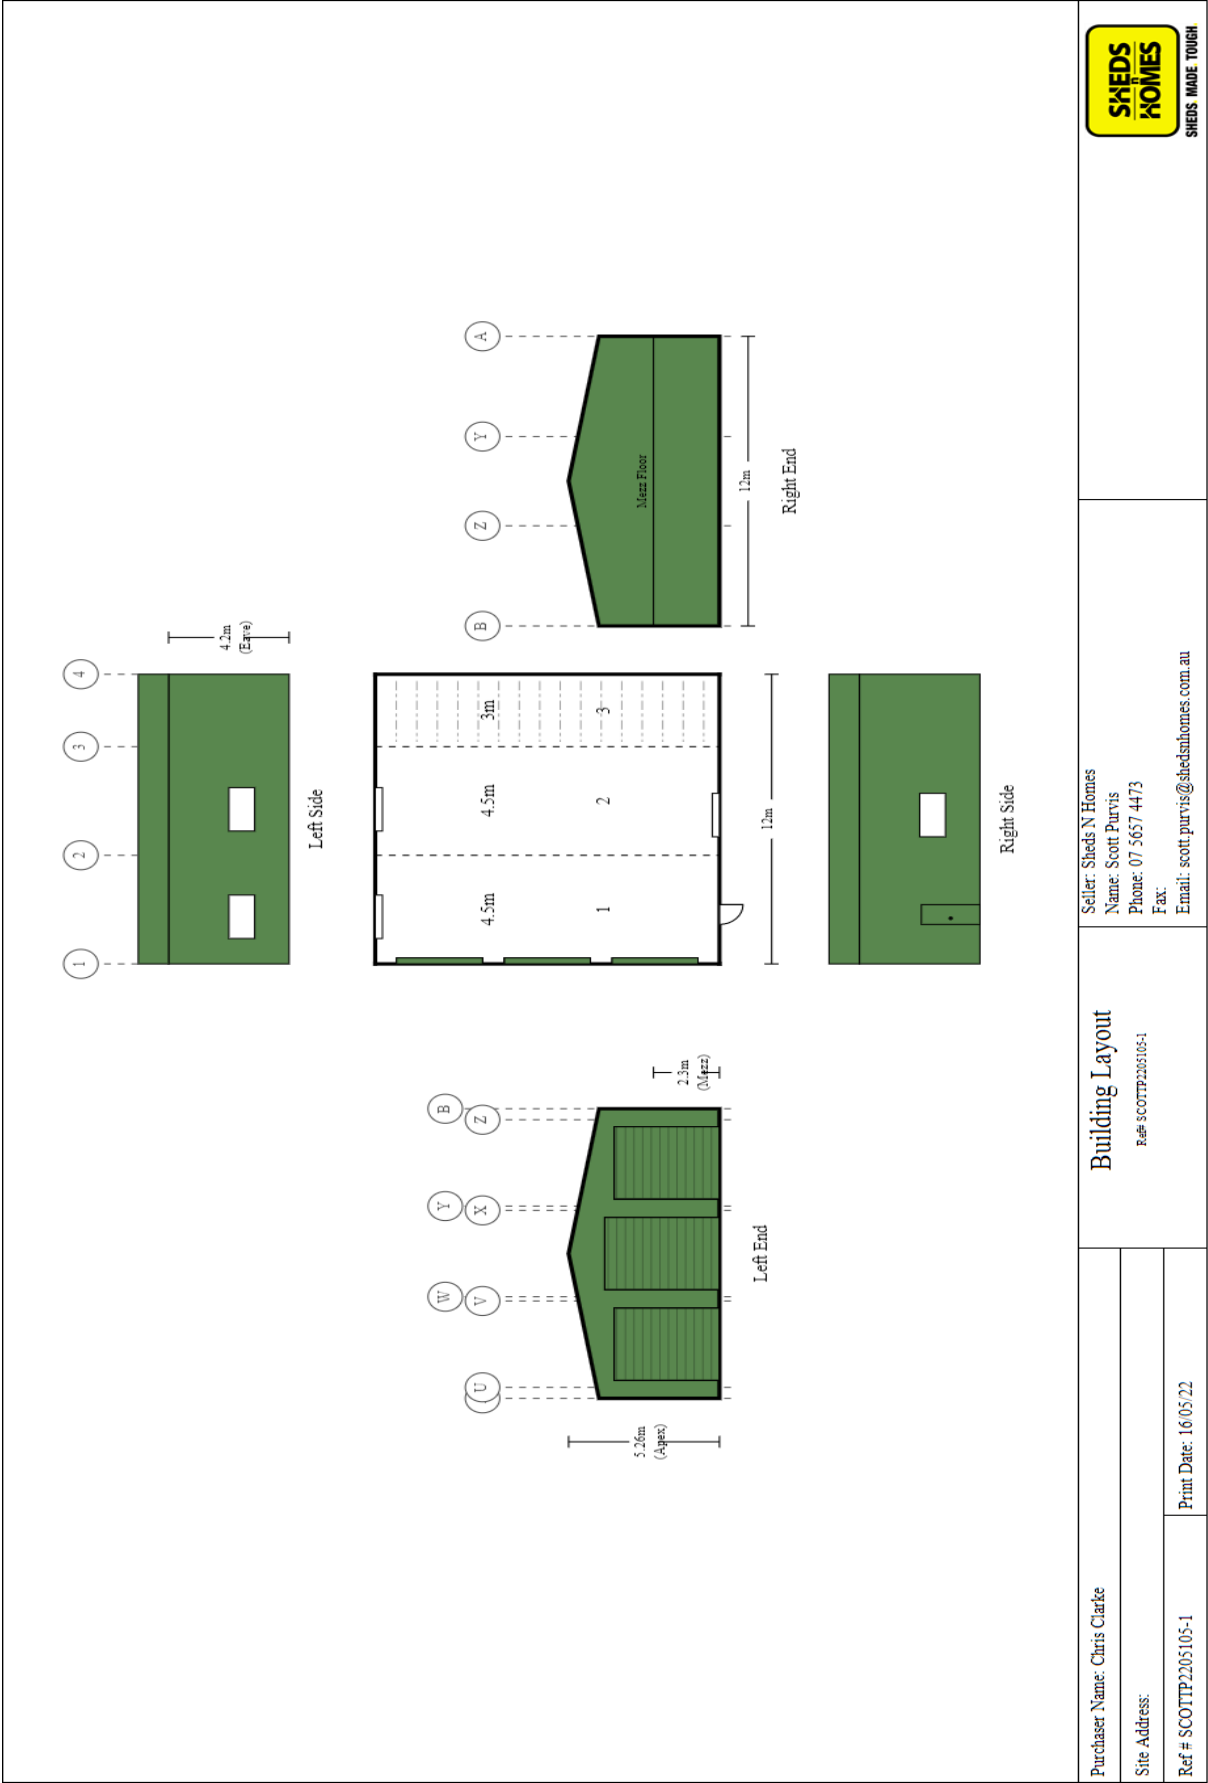 1
2
3
4
4.2m
(Eave)
Left Side
U
V
W
X
Y
Z
B
5.26m
(Apex)
2.3m
(Mezz)
Left End
4.5m
4.5m
3m
1
2
3
12m
B
Z
Y
A
Mezz Floor
12m
Right End
Right Side
Purchaser Name: Chris Clarke
Site Address:
Ref # SCOTTP2205105-1
Print Date: 16/05/22
Building Layout
Ref# SCOTTP2205105-1
Seller: Sheds N Homes
Name: Scott Purvis
Phone: 07 5657 4473
Fax:
Email: scott.purvis@shedsnhomes.com.au
SHEDS
n
HOMES
SHEDS. MADE. TOUGH.